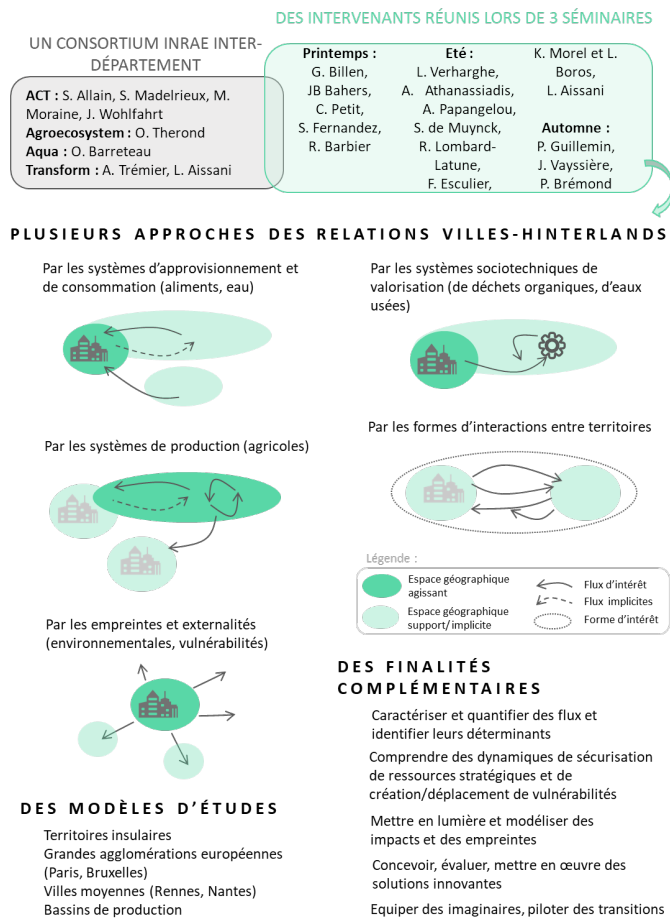 DES INTERVENANTS RÉUNIS LORS DE 3 SÉMINAIRES
UN CONSORTIUM INRAE INTER-
DÉPARTEMENT
ACT : S. Allain, S. Madelrieux, M.
Moraine, J. Wohlfahrt
Agroecosystem : O. Therond
Aqua : O. Barreteau
Transform : A. Trémier, L. Aissani
Printemps :
G. Billen,
JB Bahers,
C. Petit,
S. Fernandez,
R. Barbier
Eté :
L. Verharghe,
A. Athanassiadis,
A. Papangelou,
S. de Muynck,
R. Lombard-
Latune,
F. Esculier,
K. Morel et L.
Boros,
L. Aissani
Automne :
P. Guillemin,
J. Vayssière,
P. Brémond
PLUSIEURS APPROCHES DES RELATIONS VILLES-HINTERLANDS
Par les systèmes d'approvisionnement et
de consommation (aliments, eau)
Par les systèmes sociotechniques de
valorisation (de déchets organiques, d'eaux
usées)
Par les systèmes de production (agricoles)
Par les formes d'interactions entre territoires
Légende :
Espace géographique
agissant
Espace géographique
support/implicite
Flux d'intérêt
Flux implicites
Forme d'intérêt
Par les empreintes et externalités
(environnementales, vulnérabilités)
DES FINALITÉS
COMPLÉMENTAIRES
Caractériser et quantifier des flux et
identifier leurs déterminants
Comprendre des dynamiques de sécurisation
de ressources stratégiques et de
création/déplacement de vulnérabilités
Mettre en lumière et modéliser des
impacts et des empreintes
Concevoir, évaluer, mettre en œuvre des
solutions innovantes
Equiper des imaginaires, piloter des transitions
DES MODÈLES D'ÉTUDES
Territoires insulaires
Grandes agglomérations européennes
(Paris, Bruxelles)
Villes moyennes (Rennes, Nantes)
Bassins de production